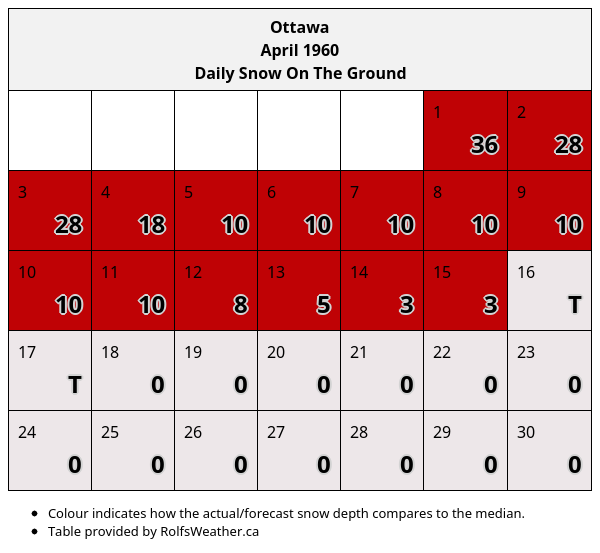 Ottawa
April 1960
Daily Snow On The Ground
1 2
36 28
3 4 5 6 7 8 9
28 18 10 10 10 10 10
10 11 12 13 14 15 16
10 10 8 5 3 3 T
17 18 19 20 21 22 23
T 0 0 0 0 0 0
24 25 26 27 28 29 30
0 0 0 0 0 0 0
• Colour indicates how the actual/forecast snow depth compares to the median.
• Table provided by RolfsWeather.ca